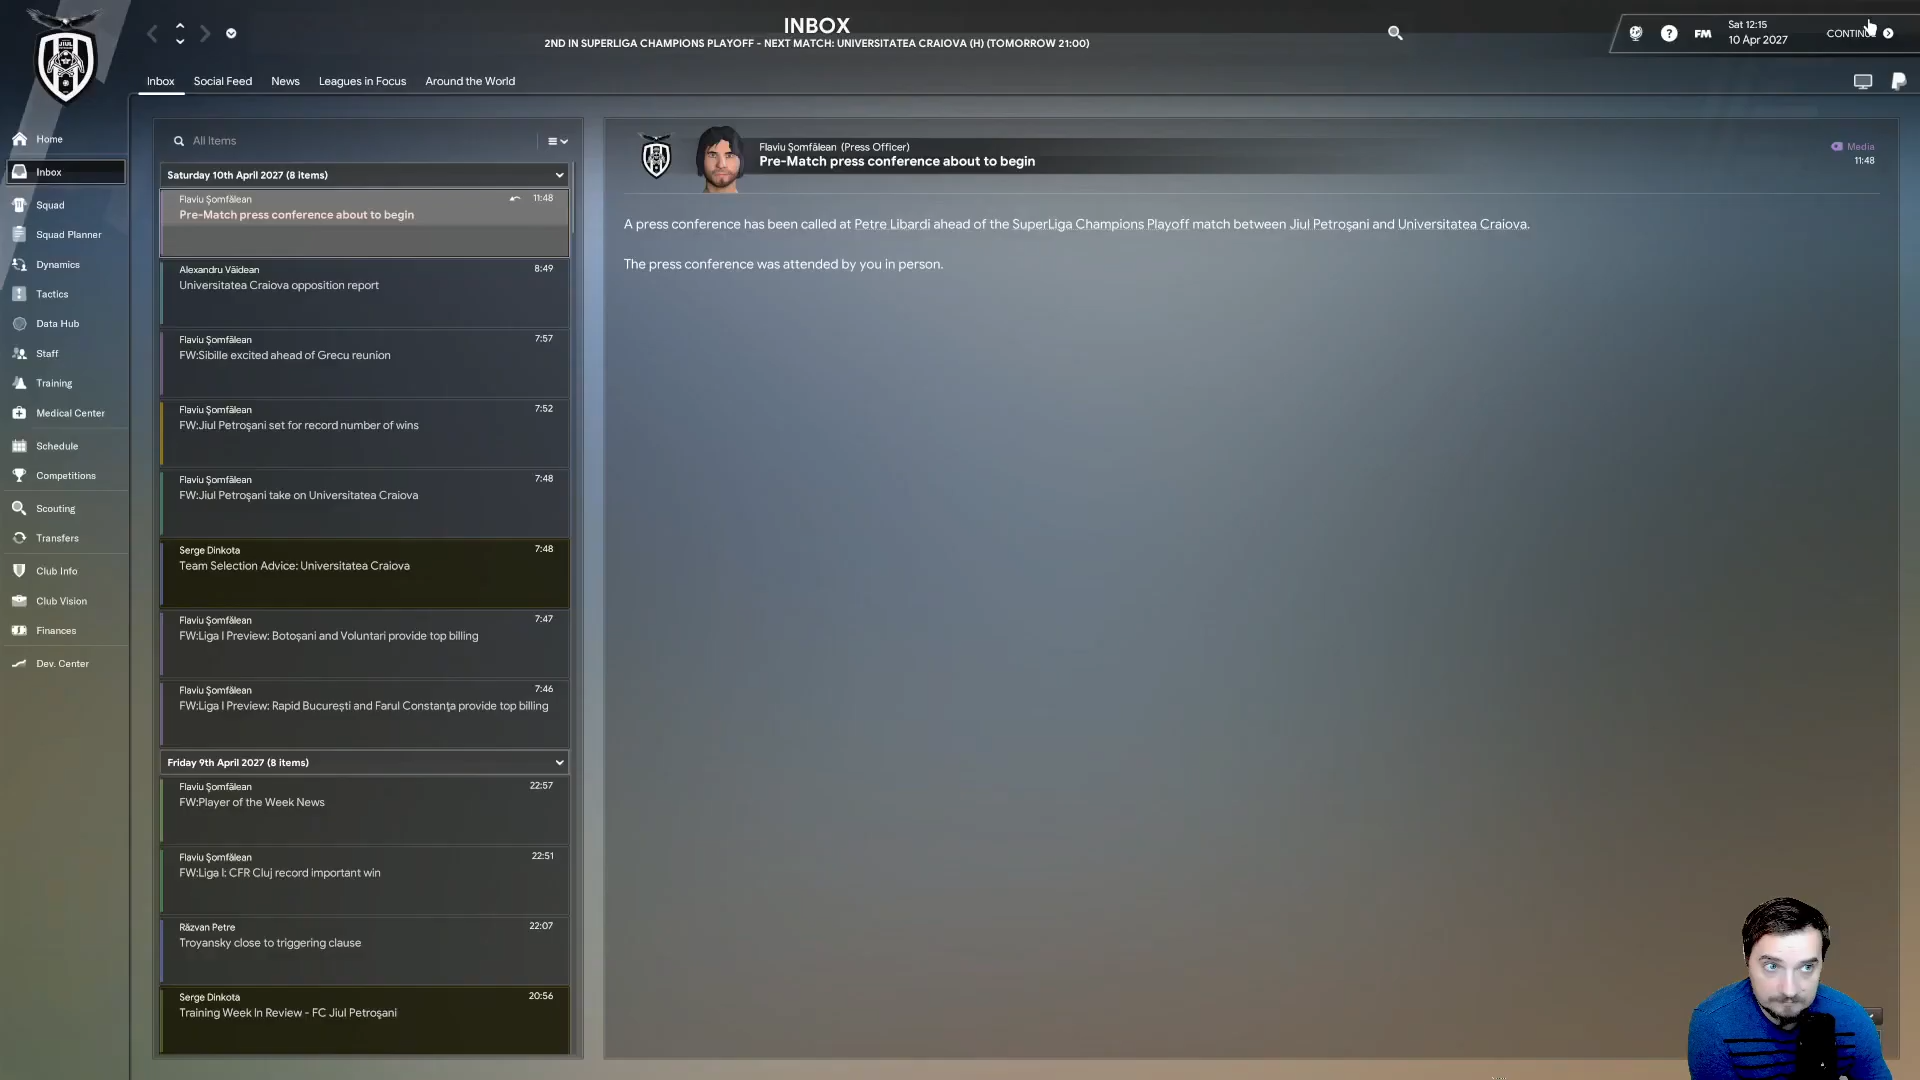 INBOX
2ND IN SUPERLIGA CHAMPIONS PLAYOFF - NEXT MATCH: UNIVERSITATEA CRAIOVA (H) (TOMORROW 21:00)
FM
Sat 12:15
10 Apr 2027
JIUL
Inbox
Social Feed
News
Leagues in Focus
Around the World
Home
Inbox
Squad
Squad Planner
Dynamics
Tactics
Data Hub
Staff
Training
Medical Center
Schedule
Competitions
Scouting
Transfers
Club Info
Club Vision
Finances
Dev. Center
All Items
Saturday 10th April 2027 (8 items)
Flaviu Șomfălean 11:48
Pre-Match press conference about to begin
Alexandru Văidean 8:49
Universitatea Craiova opposition report
Flaviu Șomfălean 7:57
FW:Sibille excited ahead of Grecu reunion
Flaviu Șomfălean 7:52
FW:Jiul Petroşani set for record number of wins
Flaviu Șomfălean 7:48
FW:Jiul Petroşani take on Universitatea Craiova
Serge Dinkota 7:48
Team Selection Advice: Universitatea Craiova
Flaviu Șomfălean 7:47
FW:Liga I Preview: Botoșani and Voluntari provide top billing
Flaviu Șomfălean 7:46
FW:Liga I Preview: Rapid București and Farul Constanţa provide top billing
Friday 9th April 2027 (8 items)
Flaviu Șomfălean 22:57
FW:Player of the Week News
Flaviu Șomfălean 22:51
FW:Liga I: CFR Cluj record important win
Răzvan Petre 22:07
Troyansky close to triggering clause
Serge Dinkota 20:56
Training Week In Review - FC Jiul Petroşani
Flaviu Șomfălean (Press Officer)
Pre-Match press conference about to begin
Media
11:48
A press conference has been called at Petre Libardi ahead of the SuperLiga Champions Playoff match between Jiul Petroşani and Universitatea Craiova.
The press conference was attended by you in person.